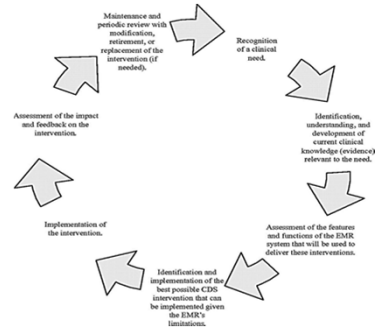 Maintenance and
periodic review with
modification,
retirement, or
replacement of the
intervention (if
needed).
Recognition
of a clinical
need.
Identification,
understanding, and
development of
current clinical
knowledge (evidence)
relevant to the need.
Assessment of the features
and functions of the EMR
system that will be used to
deliver these interventions.
Identification and
implementation of the
best possible CDS
intervention that can
be implemented given
the EMR's
limitations.
Implementation of
the intervention.
Assessment of the impact
and feedback on the
intervention.